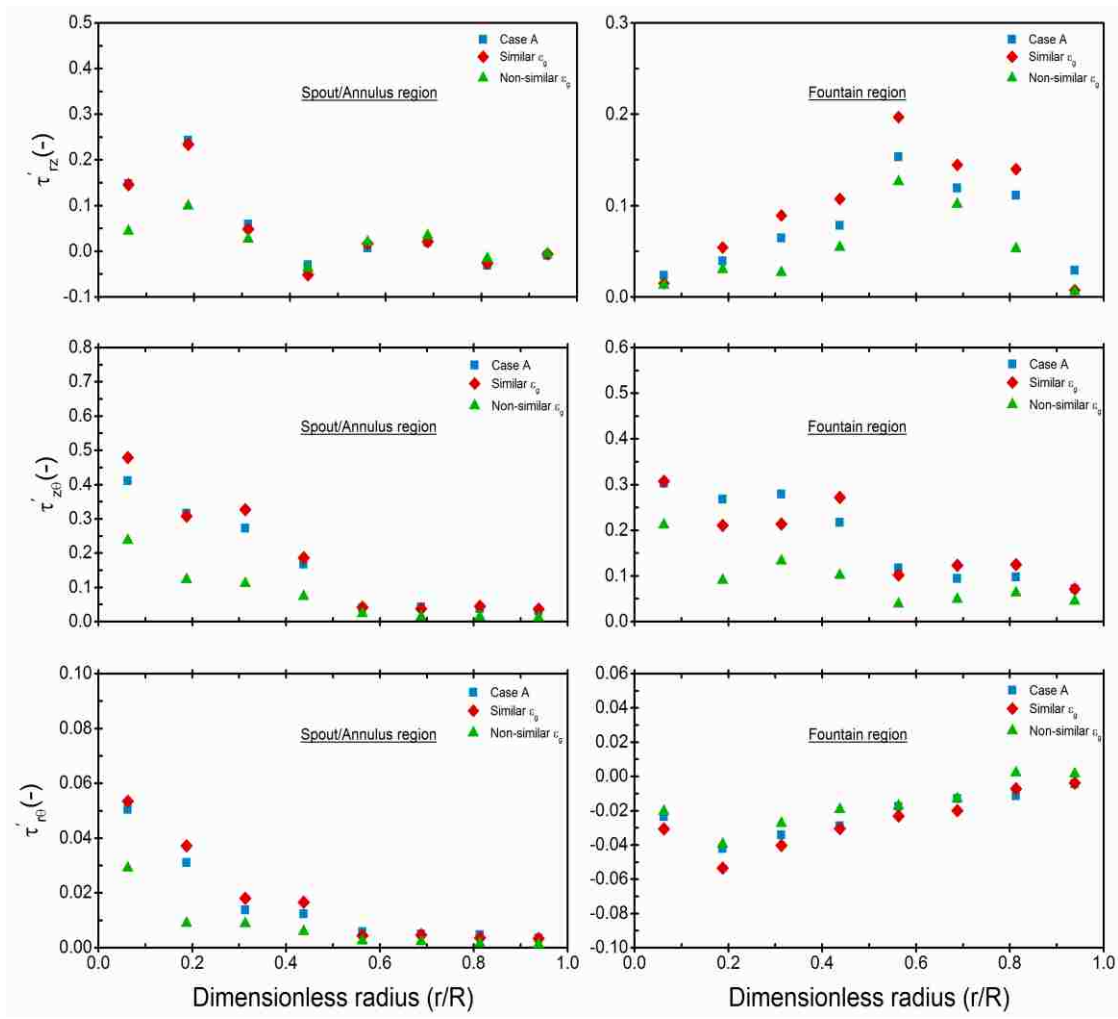 0.5
0.4
0.3
0.2
0.1
0.0
-0.1
τ'rz(-)
Case A
Similar εg
Non-similar εg
Spout/Annulus region
0.3
0.2
0.1
0.0
Case A
Similar εg
Non-similar εg
Fountain region
0.8
0.7
0.6
0.5
0.4
0.3
0.2
0.1
0.0
τ'zθ(-)
Case A
Similar εg
Non-similar εg
Spout/Annulus region
0.6
0.5
0.4
0.3
0.2
0.1
0.0
Case A
Similar εg
Non-similar εg
Fountain region
0.10
0.08
0.06
0.04
0.02
0.00
τ'rθ(-)
Case A
Similar εg
Non-similar εg
Spout/Annulus region
0.0 0.2 0.4 0.6 0.8 1.0
Dimensionless radius (r/R)
0.06
0.04
0.02
0.00
-0.02
-0.04
-0.06
-0.08
-0.10
Case A
Similar εg
Non-similar εg
Fountain region
0.0 0.2 0.4 0.6 0.8 1.0
Dimensionless radius (r/R)